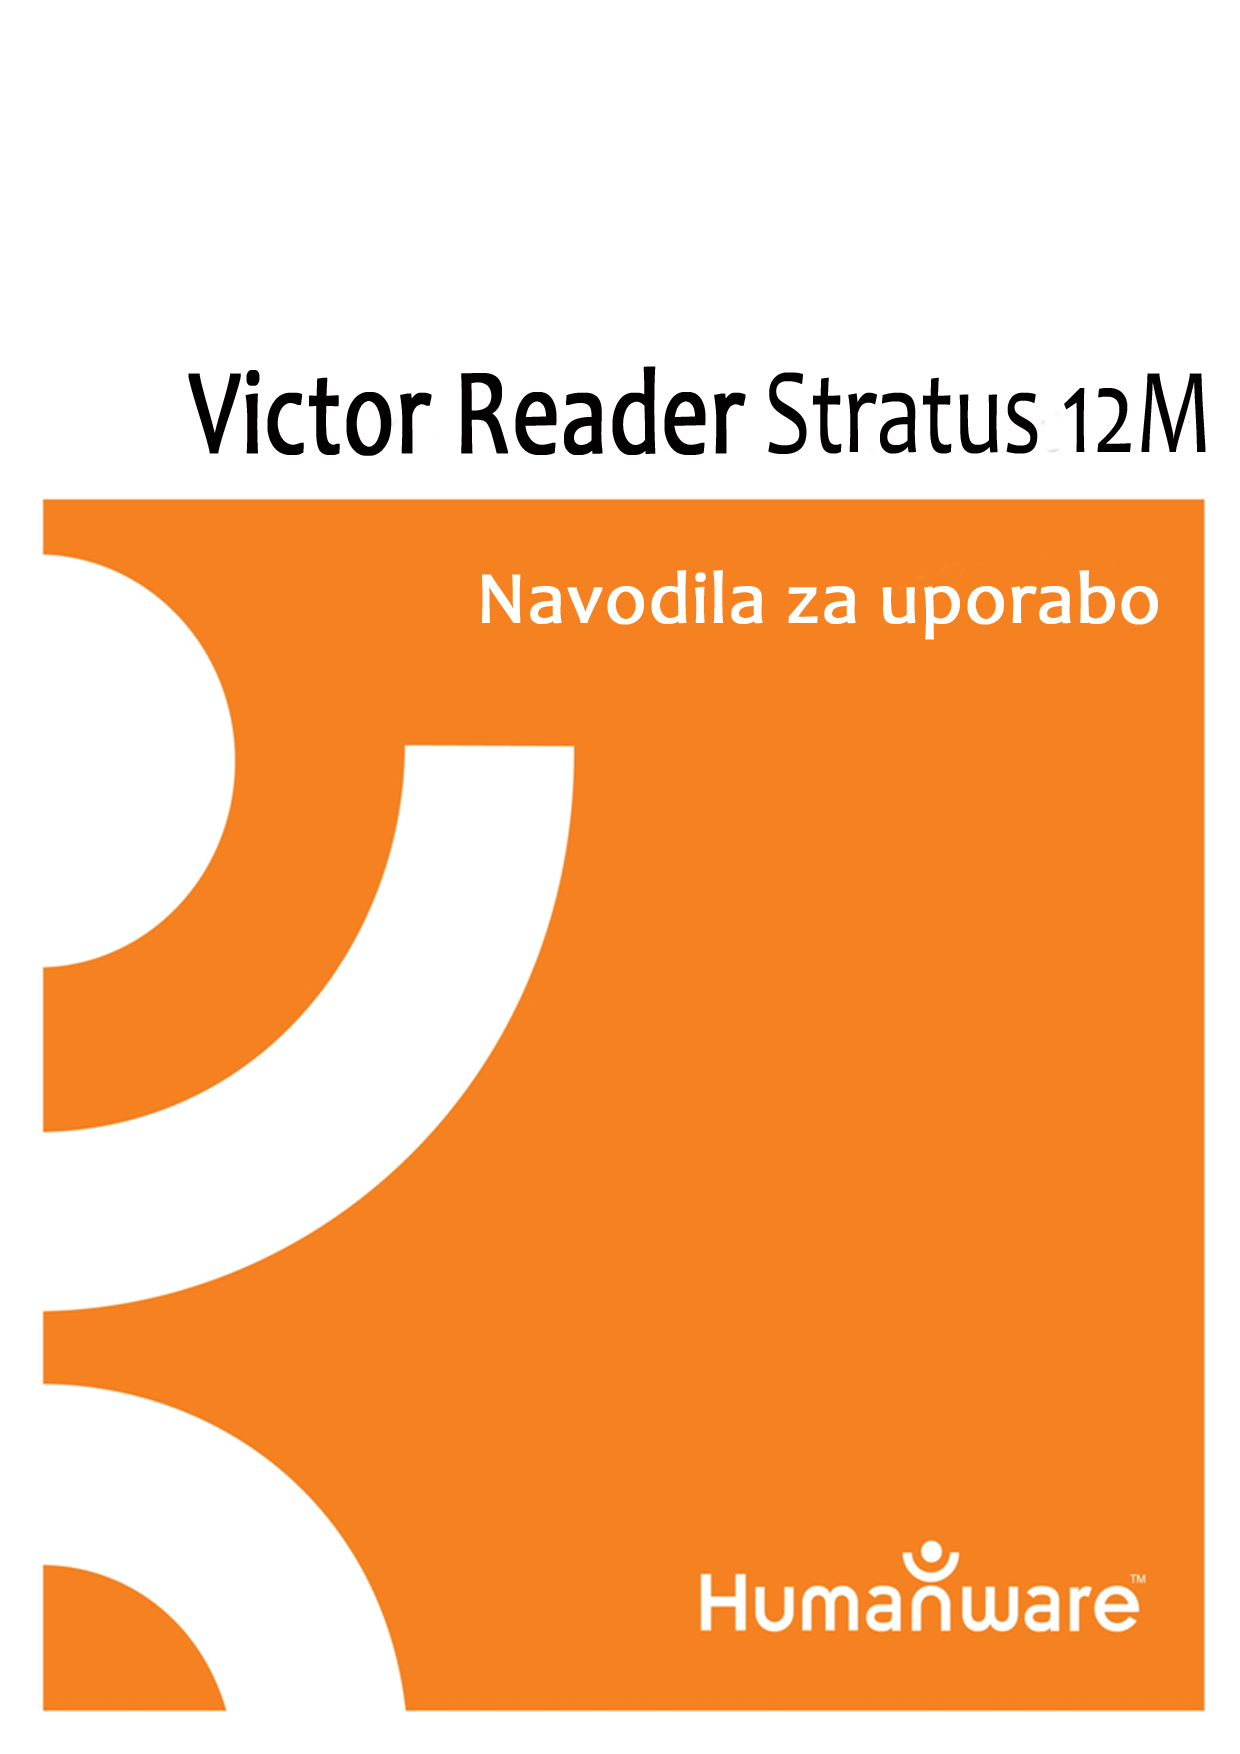 Victor Reader Stratus 12M
Navodila za uporabo
Humanware™